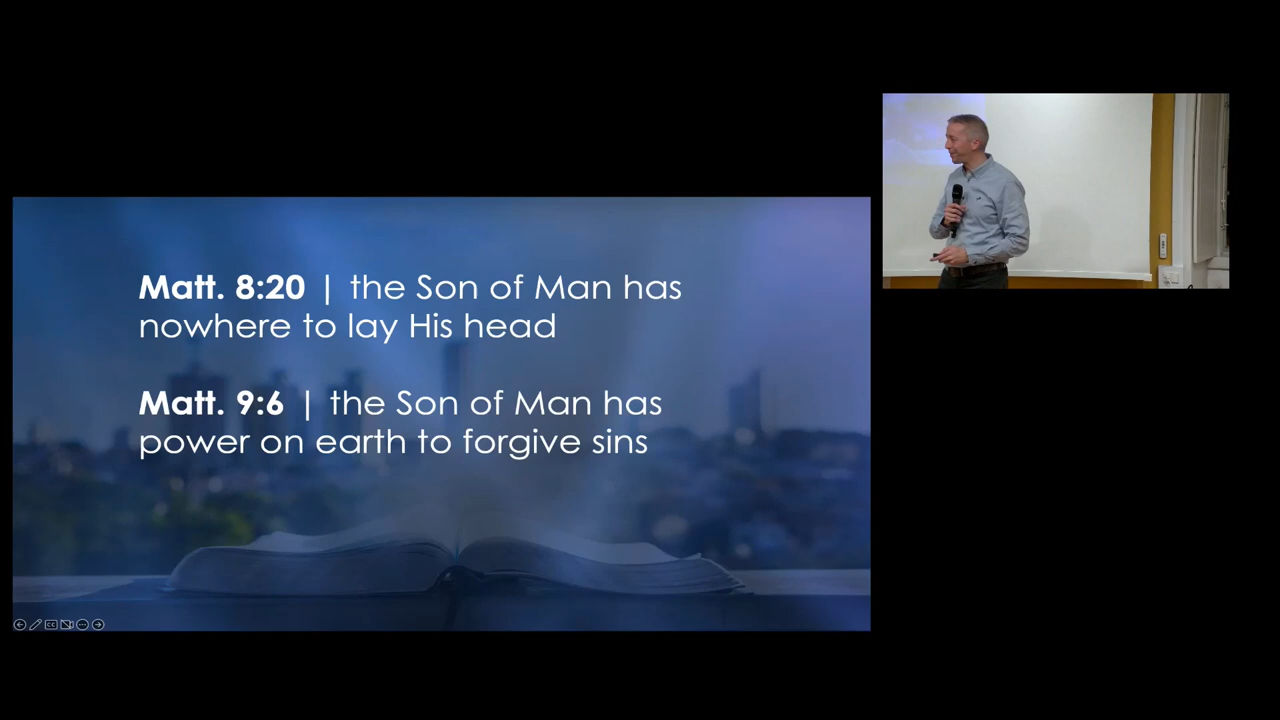 Matt. 8:20 | the Son of Man has
nowhere to lay His head
Matt. 9:6 | the Son of Man has
power on earth to forgive sins